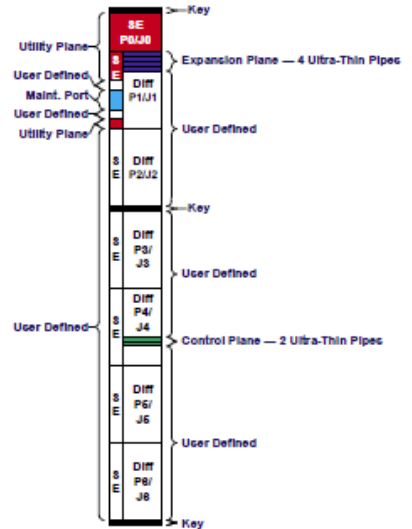 Key
SE
P0/J0
Utility Plane
S
E
Expansion Plane — 4 Ultra-Thin Pipes
User Defined
Diff
P1/J1
Maint. Port
User Defined
Utility Plane
User Defined
S
E
Diff
P2/J2
Key
S
E
Diff
P3/
J3
User Defined
User Defined
S
E
Diff
P4/
J4
Control Plane — 2 Ultra-Thin Pipes
S
E
Diff
P5/
J5
User Defined
S
E
Diff
P6/
J6
Key